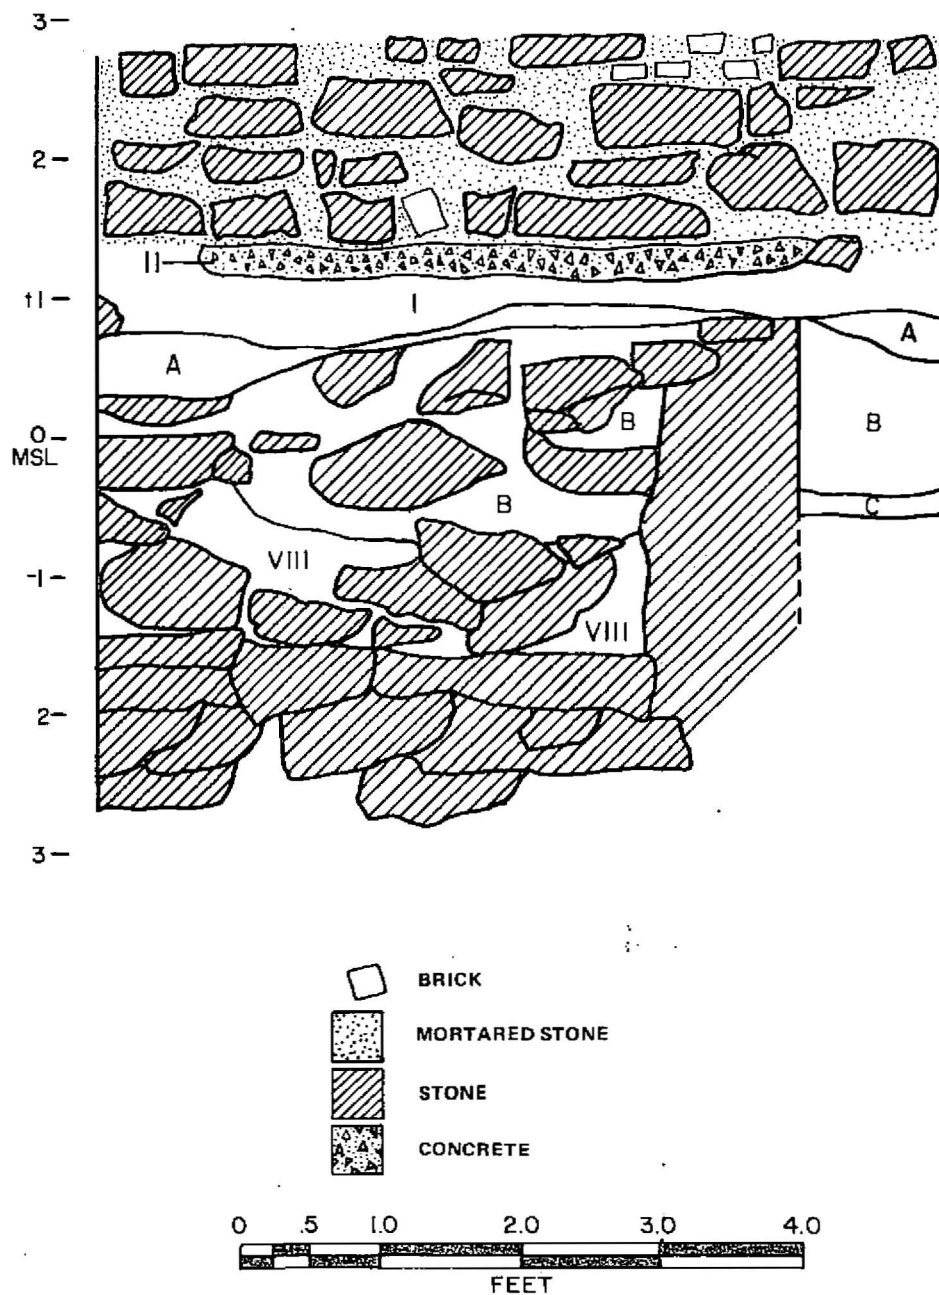 3
2
II
+1
I
A
A
0
MSL
B
B
B
C
VIII
-1
VIII
2
3
BRICK
MORTARED STONE
STONE
CONCRETE
0 .5 1.0 2.0 3.0 4.0
FEET